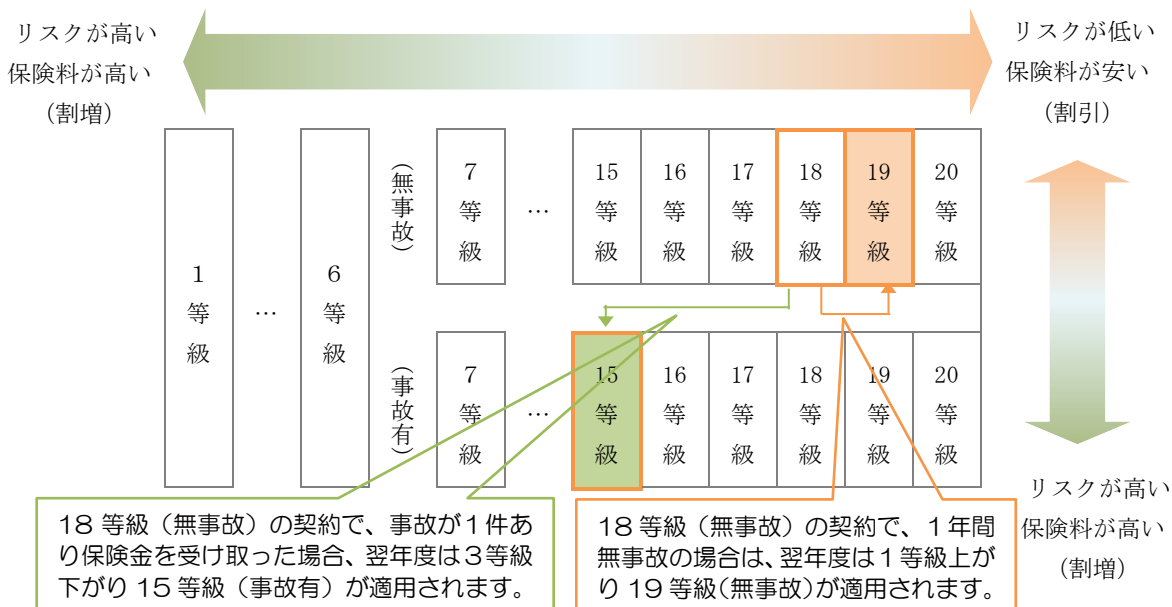 リスクが高い
保険料が高い
（割増）
リスクが低い
保険料が安い
（割引）
1
等
級
…
6
等
級
（無事故）
7
等
級
…
15
等
級
16
等
級
17
等
級
18
等
級
19
等
級
20
等
級
（事故有）
7
等
級
…
15
等
級
16
等
級
17
等
級
18
等
級
19
等
級
20
等
級
リスクが高い
保険料が高い
（割増）
18 等級（無事故）の契約で、事故が１件あ
り保険金を受け取った場合、翌年度は３等級
下がり 15 等級（事故有）が適用されます。
18 等級（無事故）の契約で、１年間
無事故の場合は、翌年度は１等級上が
り 19 等級(無事故)が適用されます。